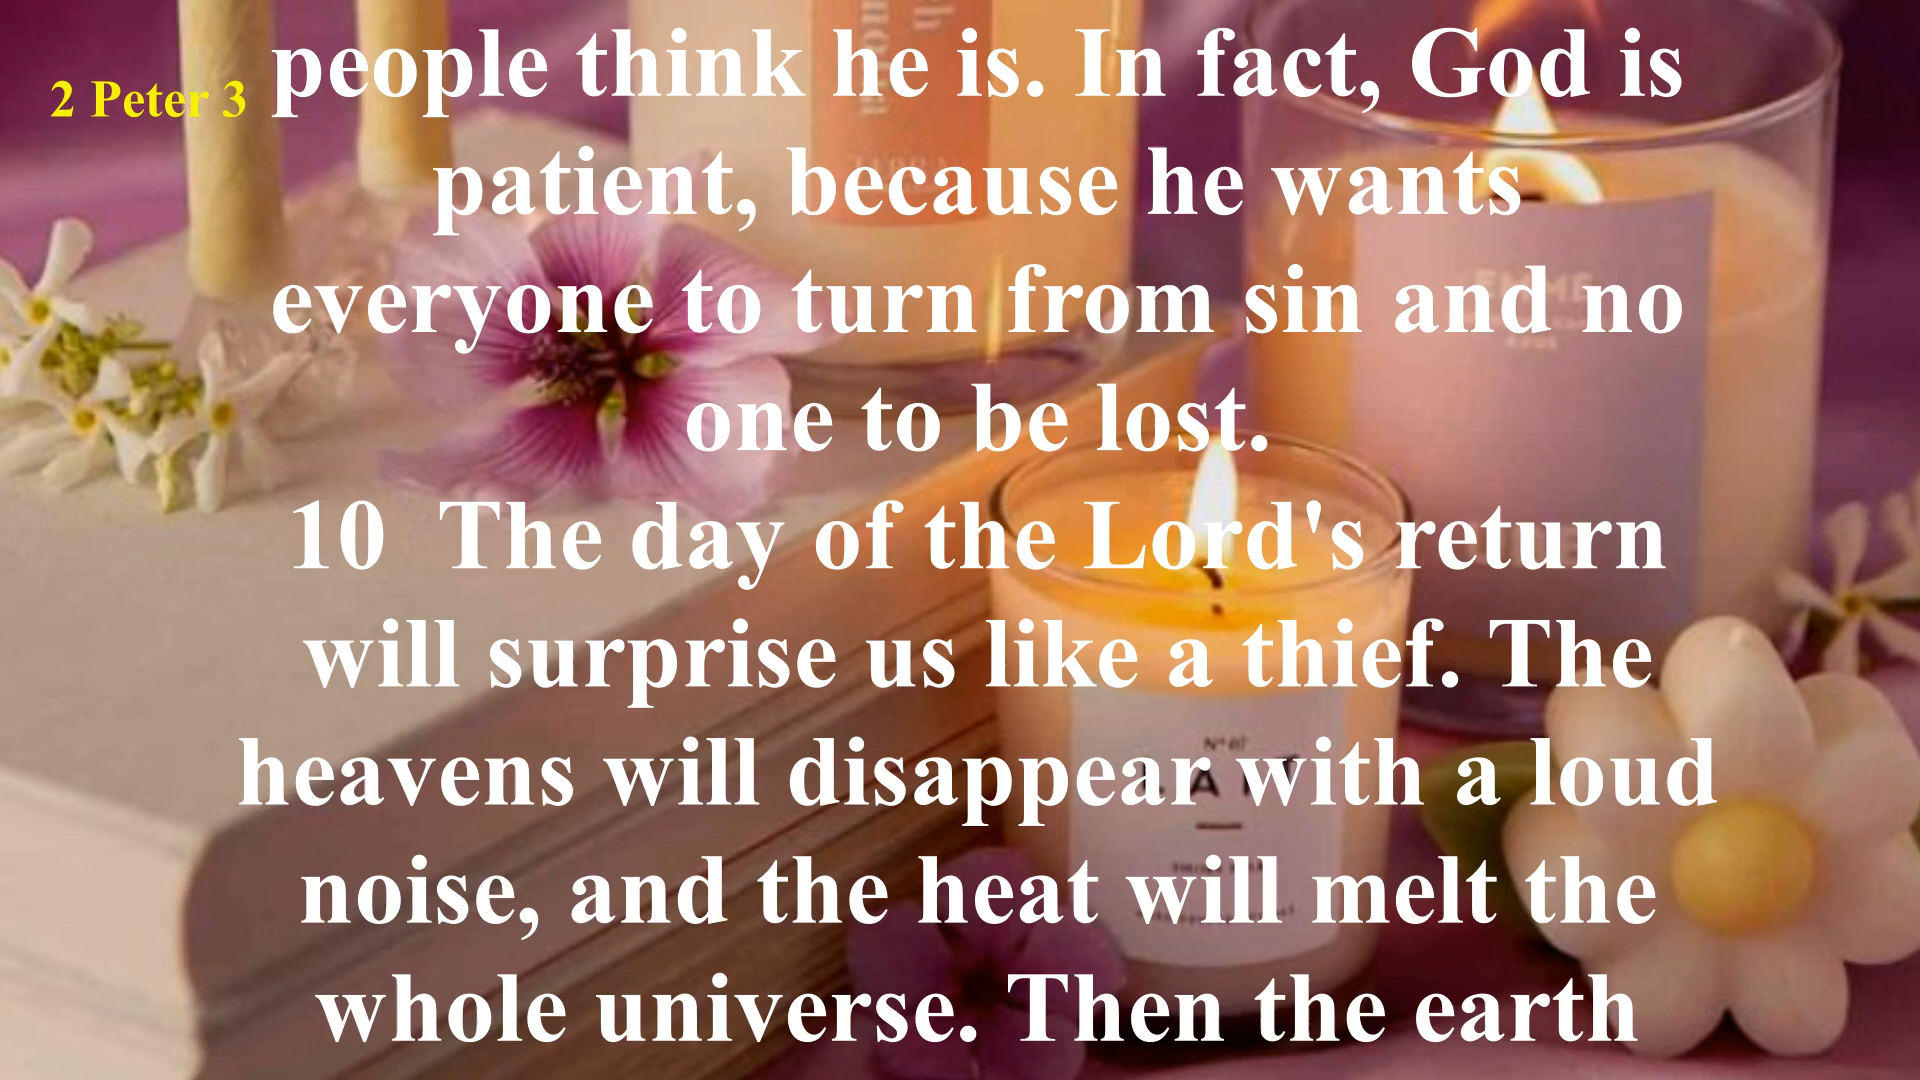 2 Peter 3
people think he is. In fact, God is
patient, because he wants
everyone to turn from sin and no
one to be lost.
10  The day of the Lord's return
will surprise us like a thief. The
heavens will disappear with a loud
noise, and the heat will melt the
whole universe. Then the earth